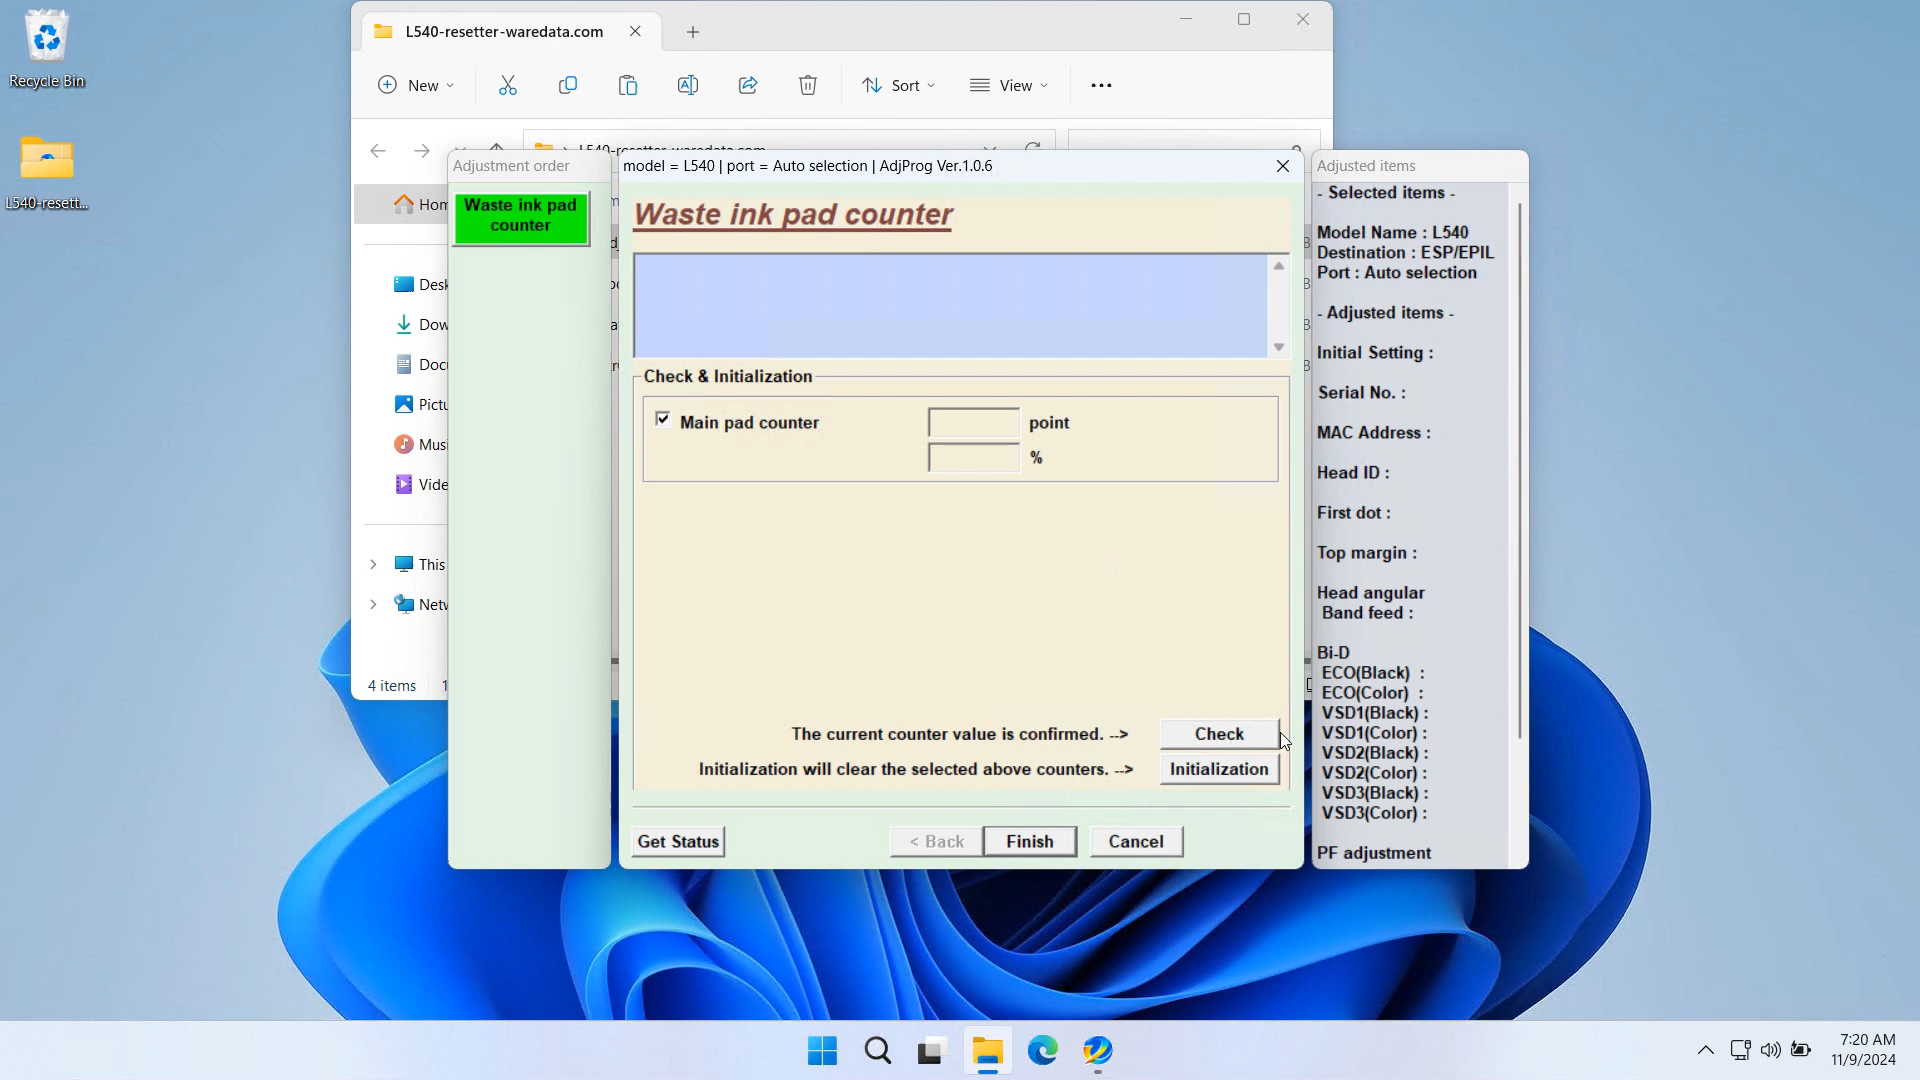 Recycle Bin
L540-resett...
L540-resetter-waredata.com
New
Sort
View
L540-resetter-waredata.com
Hom
Desk
Dow
Docu
Pictu
Musi
Vide
This
Netw
4 items
Adjustment order
Waste ink pad
counter
model = L540 | port = Auto selection | AdjProg Ver.1.0.6
Waste ink pad counter
Check & Initialization
Main pad counter
point
%
The current counter value is confirmed. -->
Check
Initialization will clear the selected above counters. -->
Initialization
Get Status
< Back
Finish
Cancel
Adjusted items
- Selected items -
Model Name : L540
Destination : ESP/EPIL
Port : Auto selection
- Adjusted items -
Initial Setting :
Serial No. :
MAC Address :
Head ID :
First dot :
Top margin :
Head angular
Band feed :
Bi-D
ECO(Black) :
ECO(Color) :
VSD1(Black) :
VSD1(Color) :
VSD2(Black) :
VSD2(Color) :
VSD3(Black) :
VSD3(Color) :
PF adjustment
7:20 AM
11/9/2024